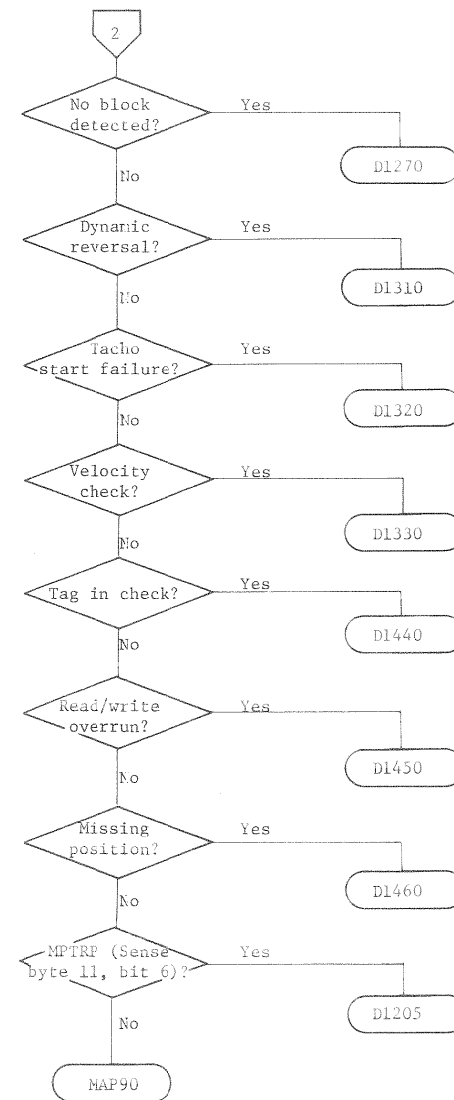 2
No block
detected?
Yes
D1270
No
Dynamic
reversal?
Yes
D1310
No
Tacho
start failure?
Yes
D1320
No
Velocity
check?
Yes
D1330
No
Tag in check?
Yes
D1440
No
Read/write
overrun?
Yes
D1450
No
Missing
position?
Yes
D1460
No
MPTRP (Sense
byte 11, bit 6)?
Yes
D1205
No
MAP90